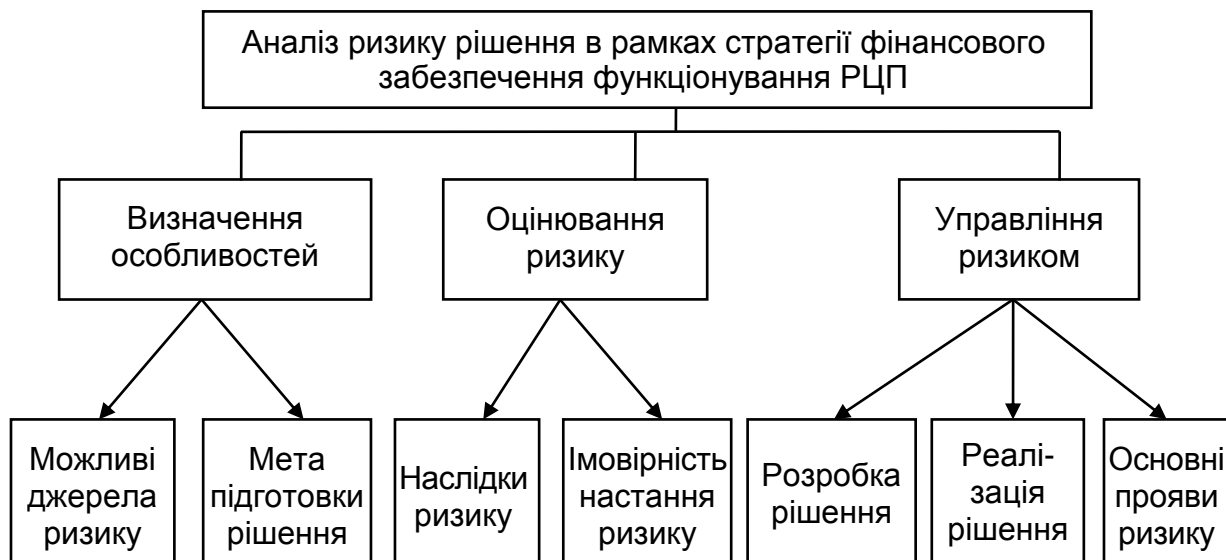 Аналіз ризику рішення в рамках стратегії фінансового
забезпечення функціонування РЦП
Визначення
особливостей
Оцінювання
ризику
Управління
ризиком
Можливі
джерела
ризику
Мета
підготовки
рішення
Наслідки
ризику
Імовірність
настання
ризику
Розробка
рішення
Реалі-
зація
рішення
Основні
прояви
ризику